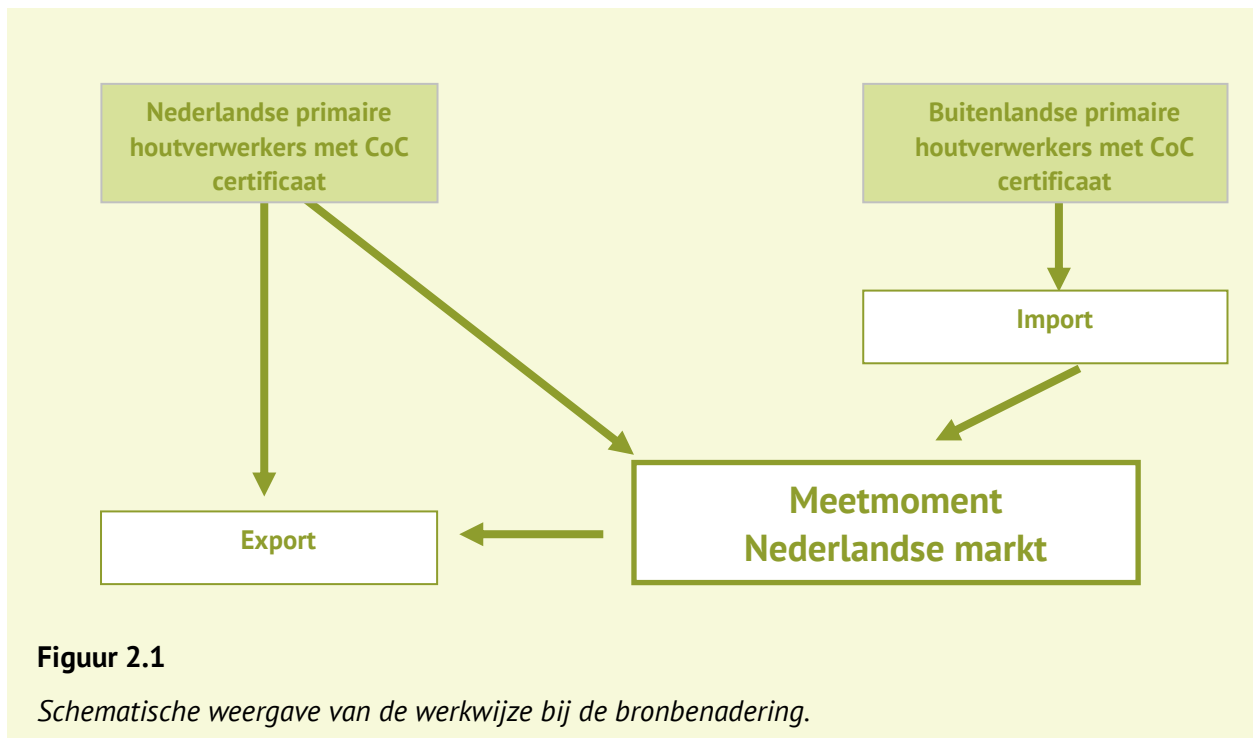 Nederlandse primaire
houtverwerkers met CoC
certificaat
Buitenlandse primaire
houtverwerkers met CoC
certificaat
Import
Meetmoment
Nederlandse markt
Export
Figuur 2.1
Schematische weergave van de werkwijze bij de bronbenadering.